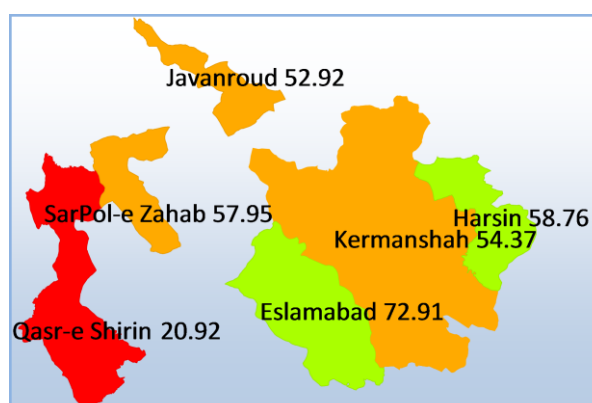 Javanroud 52.92
SarPol-e Zahab 57.95
Harsin 58.76
Kermanshah 54.37
Eslamabad 72.91
Qasr-e Shirin 20.92